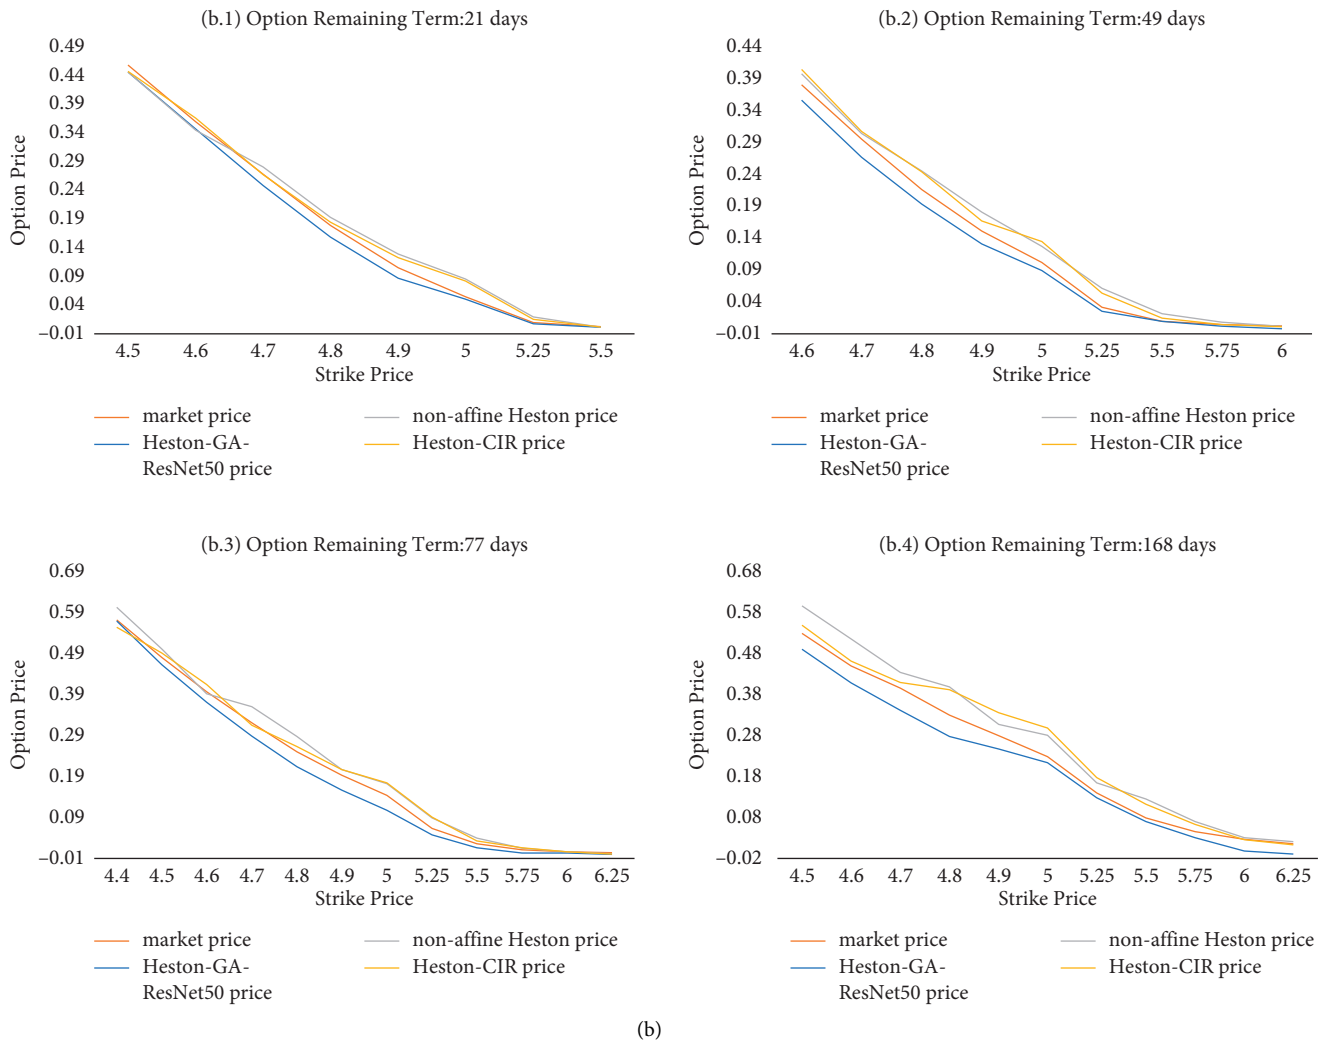 (b.1) Option Remaining Term:21 days
0.49
0.44
0.39
0.34
0.29
0.24
0.19
0.14
0.09
0.04
–0.01
Option Price
4.5 4.6 4.7 4.8 4.9 5 5.25 5.5
Strike Price
market price
non-affine Heston price
Heston-GA-
ResNet50 price
Heston-CIR price
(b.2) Option Remaining Term:49 days
0.44
0.39
0.34
0.29
0.24
0.19
0.14
0.09
0.04
–0.01
Option Price
4.6 4.7 4.8 4.9 5 5.25 5.5 5.75 6
Strike Price
market price
non-affine Heston price
Heston-GA-
ResNet50 price
Heston-CIR price
(b.3) Option Remaining Term:77 days
0.69
0.59
0.49
0.39
0.29
0.19
0.09
–0.01
Option Price
4.4 4.5 4.6 4.7 4.8 4.9 5 5.25 5.5 5.75 6 6.25
Strike Price
market price
non-affine Heston price
Heston-GA-
ResNet50 price
Heston-CIR price
(b.4) Option Remaining Term:168 days
0.68
0.58
0.48
0.38
0.28
0.18
0.08
–0.02
Option Price
4.5 4.6 4.7 4.8 4.9 5 5.25 5.5 5.75 6 6.25
Strike Price
market price
non-affine Heston price
Heston-GA-
ResNet50 price
Heston-CIR price
(b)